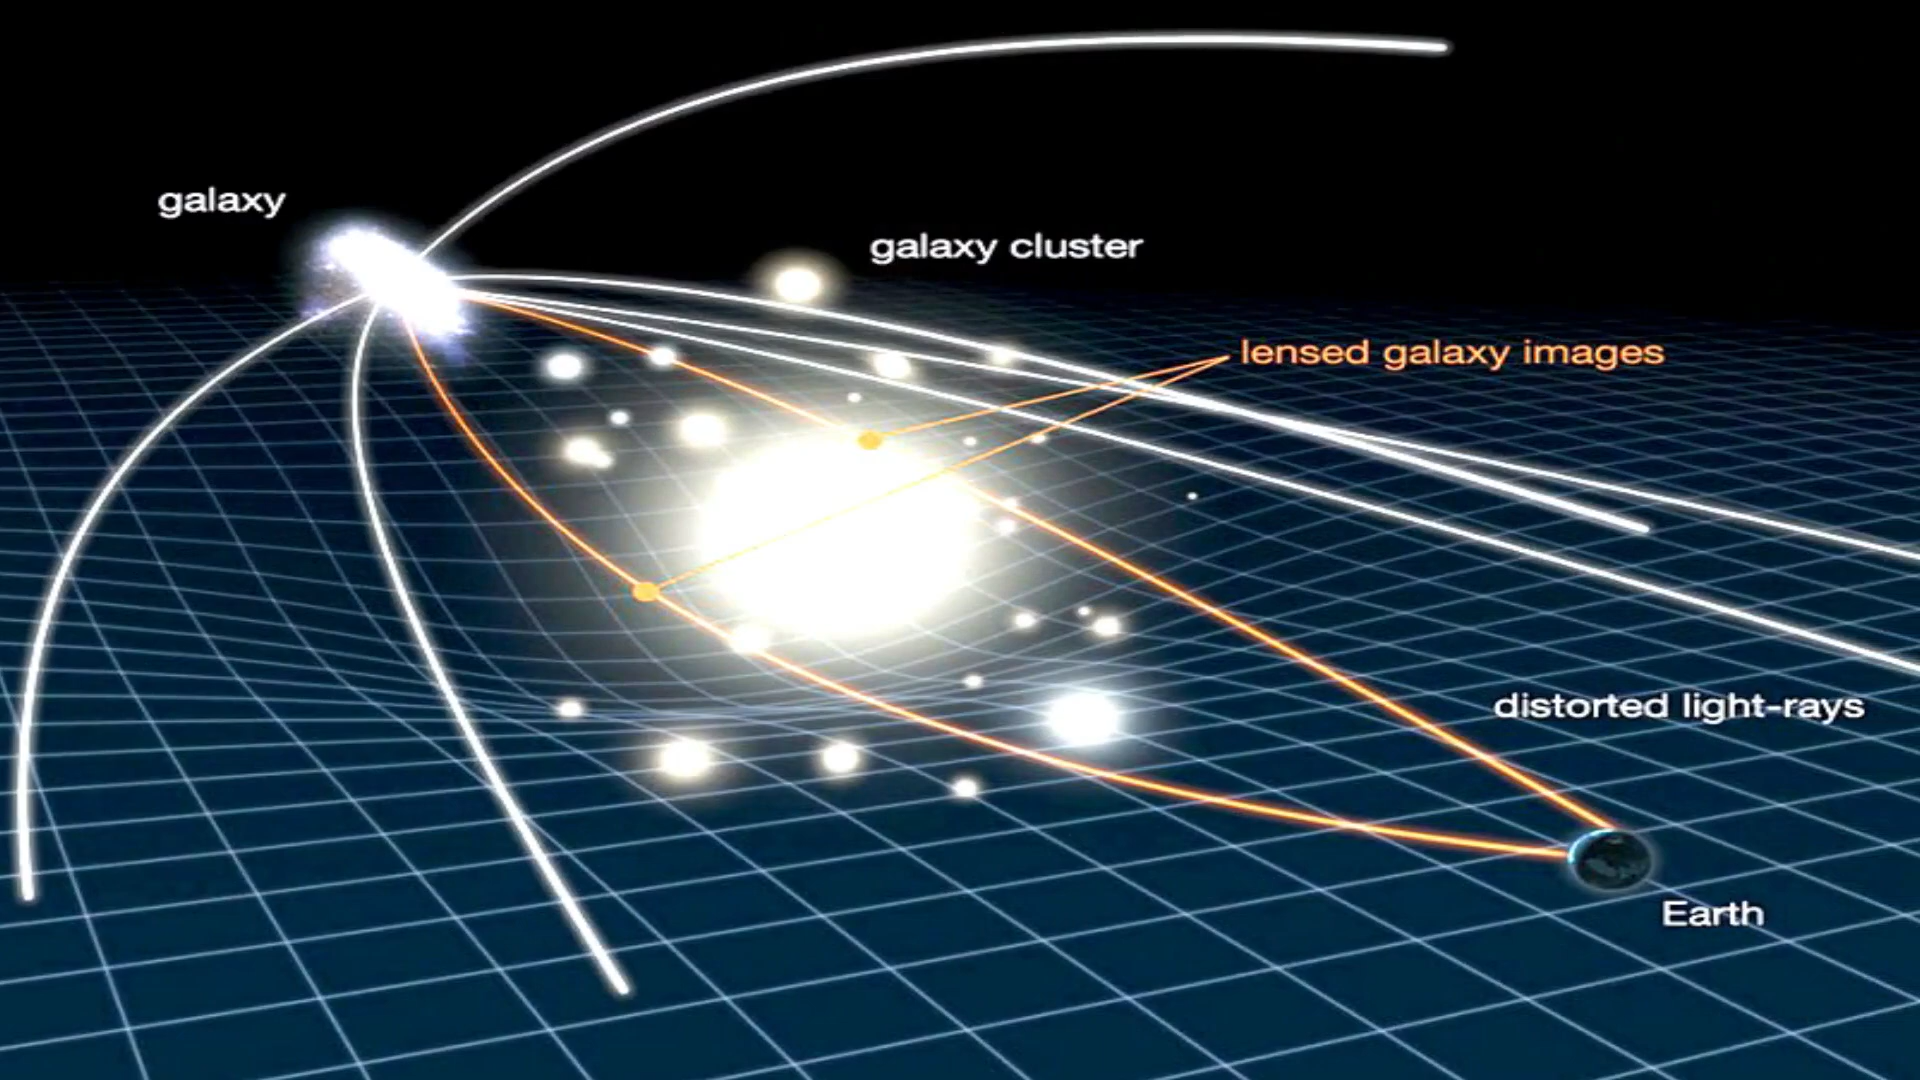 galaxy
galaxy cluster
lensed galaxy images
distorted light-rays
Earth